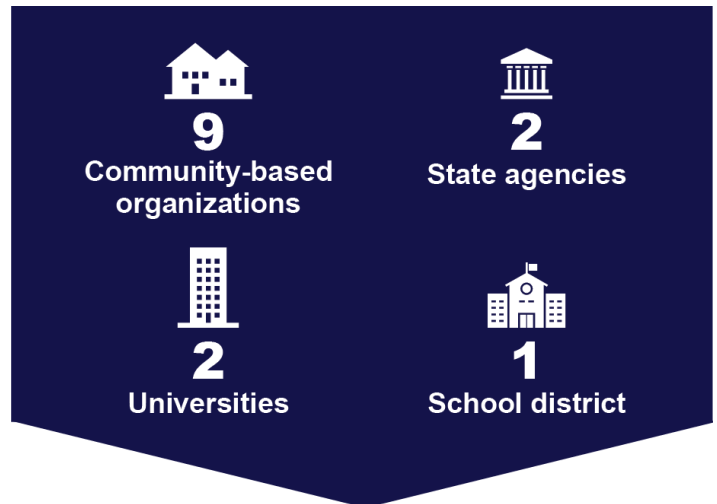 9
Community-based
organizations
2
State agencies
2
Universities
1
School district